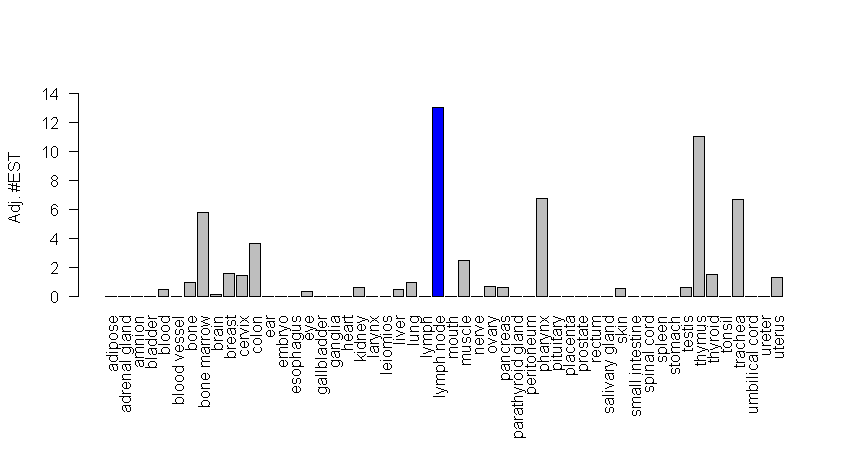 Adj. #EST
14
12
10
8
6
4
2
0
adipose
adrenal gland
amnion
bladder
blood
blood vessel
bone
bone marrow
brain
breast
cervix
colon
ear
embryo
esophagus
eye
gallbladder
ganglia
heart
kidney
larynx
leiomios
liver
lung
lymph
lymph node
mouth
muscle
nerve
ovary
pancreas
parathyroid gland
peritoneum
pharynx
pituitary
placenta
prostate
rectum
salivary gland
skin
small intestine
spinal cord
spleen
stomach
testis
thymus
thyroid
tonsil
trachea
umbilical cord
ureter
uterus